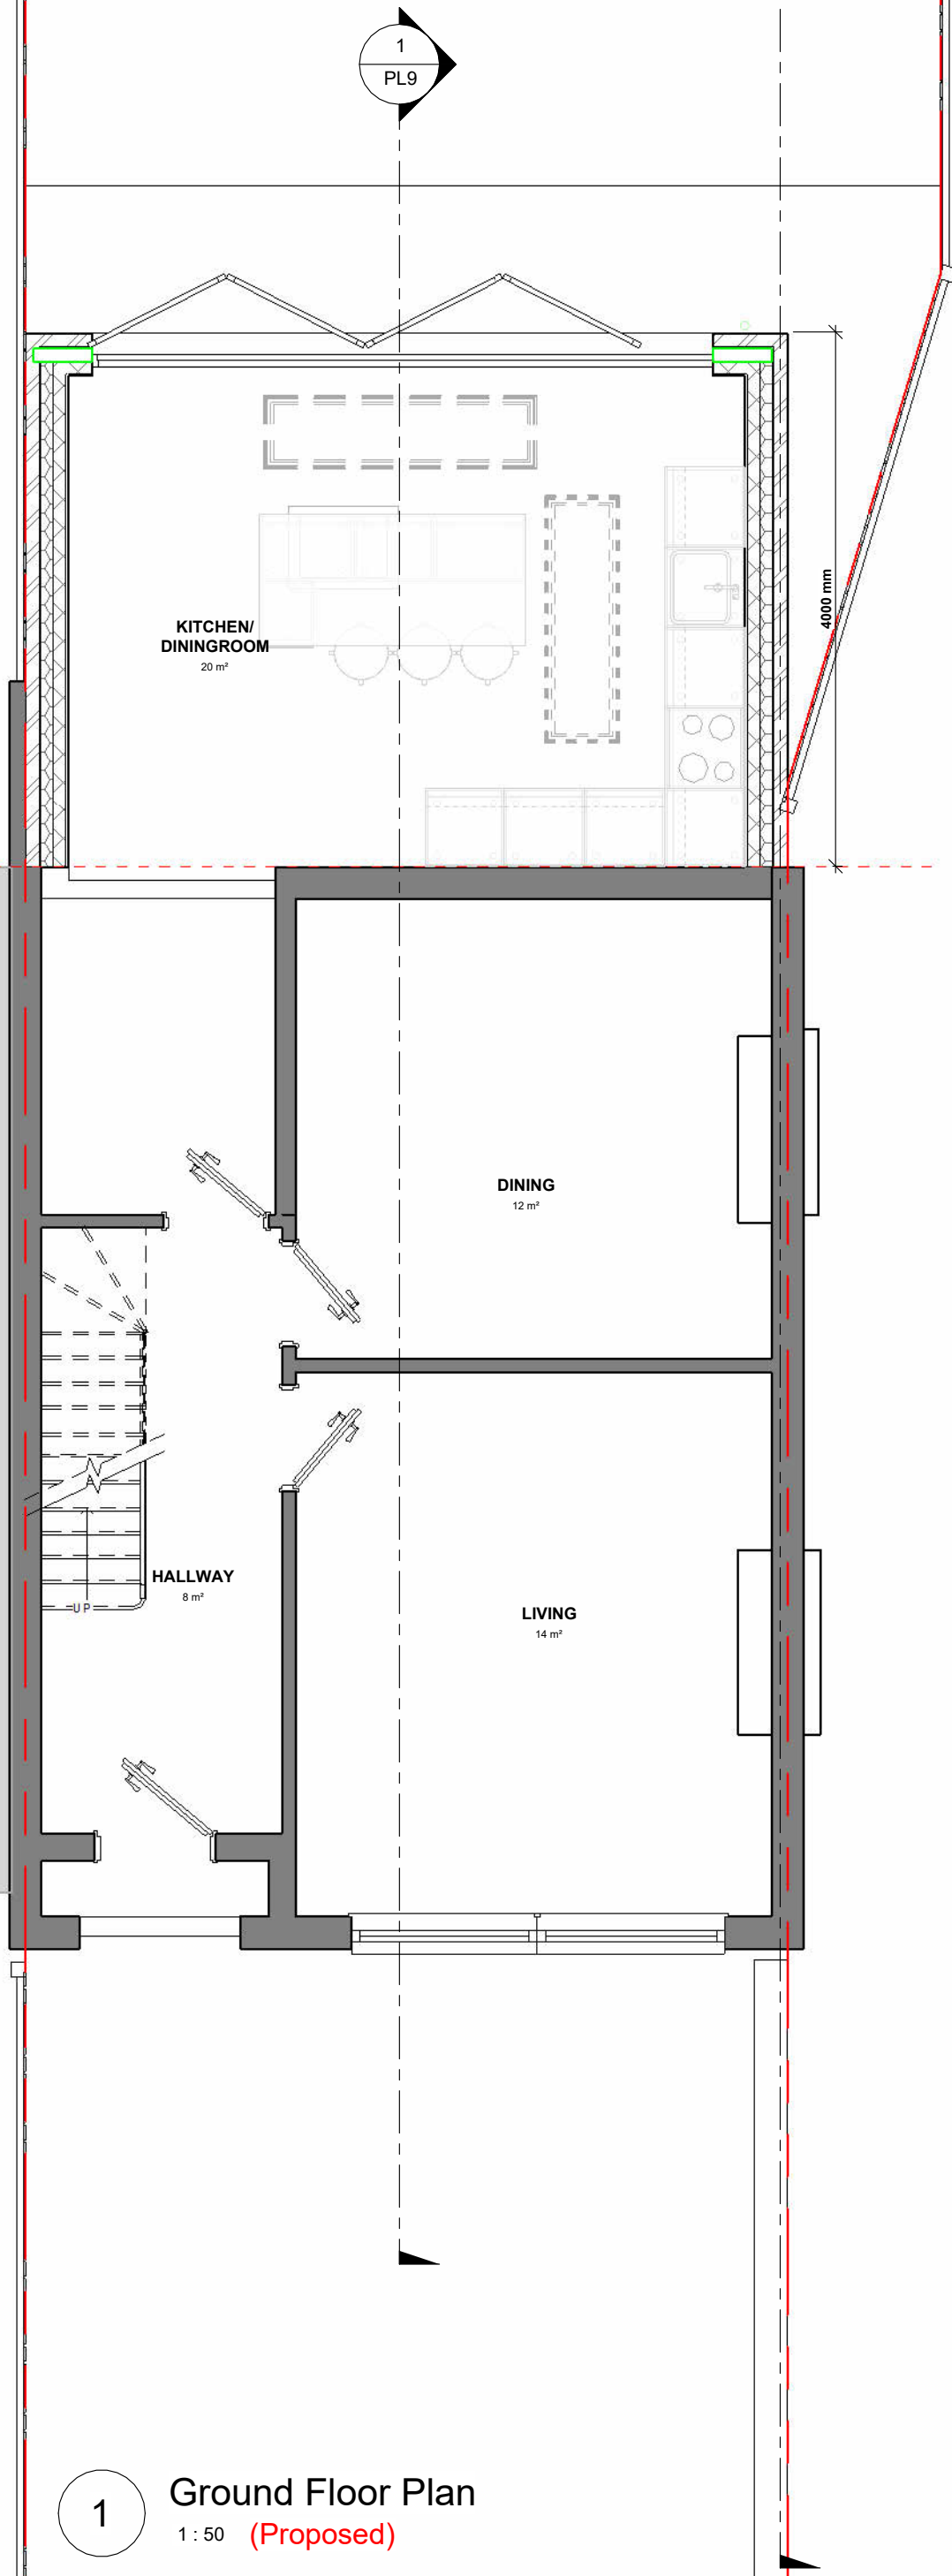 1
PL9
4000 mm
KITCHEN/
DININGROOM
20 m²
DINING
12 m²
HALLWAY
8 m²
UP
LIVING
14 m²
1
Ground Floor Plan
1 : 50 (Proposed)